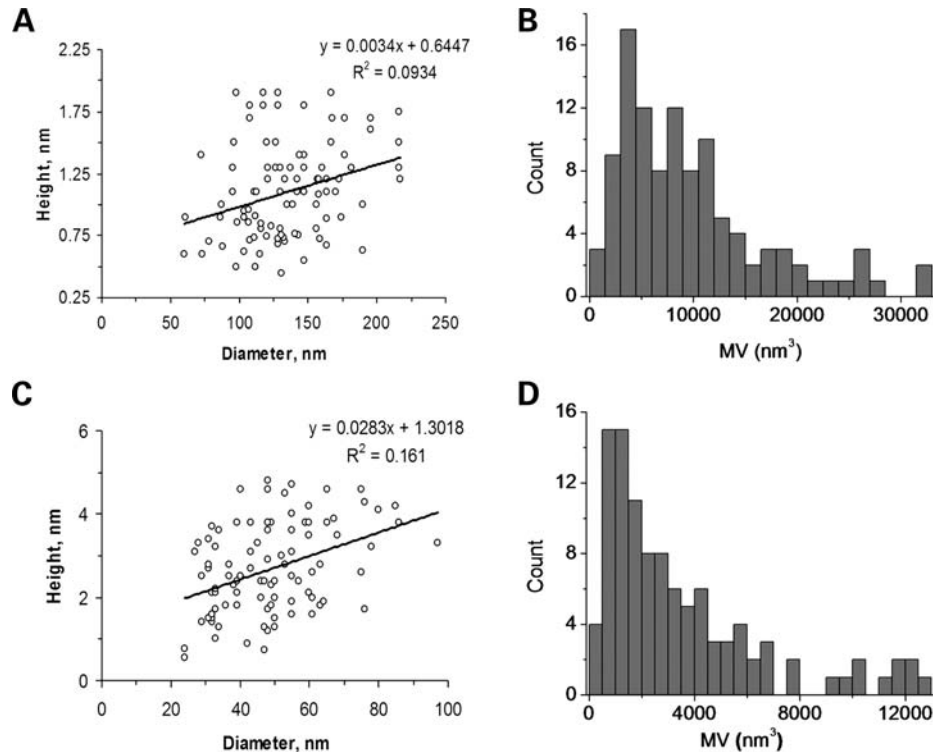 A
y = 0.0034x + 0.6447
R² = 0.0934
2.25
1.75
1.25
0.75
0.25
Height, nm
0 50 100 150 200 250
Diameter, nm
B
16
12
8
4
0
Count
0 10000 20000 30000
MV (nm³)
C
y = 0.0283x + 1.3018
R² = 0.161
6
4
2
0
Height, nm
0 20 40 60 80 100
Diameter, nm
D
16
12
8
4
0
Count
0 4000 8000 12000
MV (nm³)